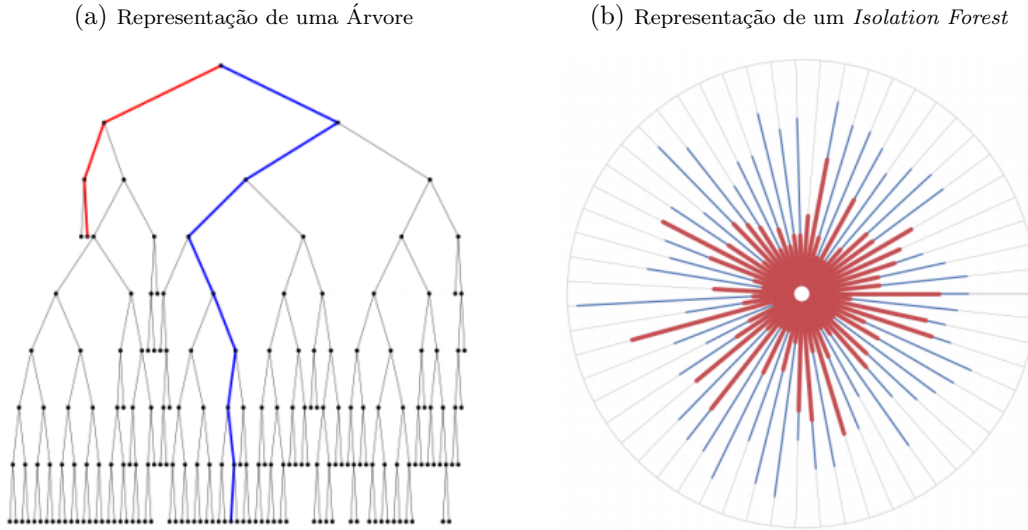 (a) Representação de uma Árvore
(b) Representação de um Isolation Forest